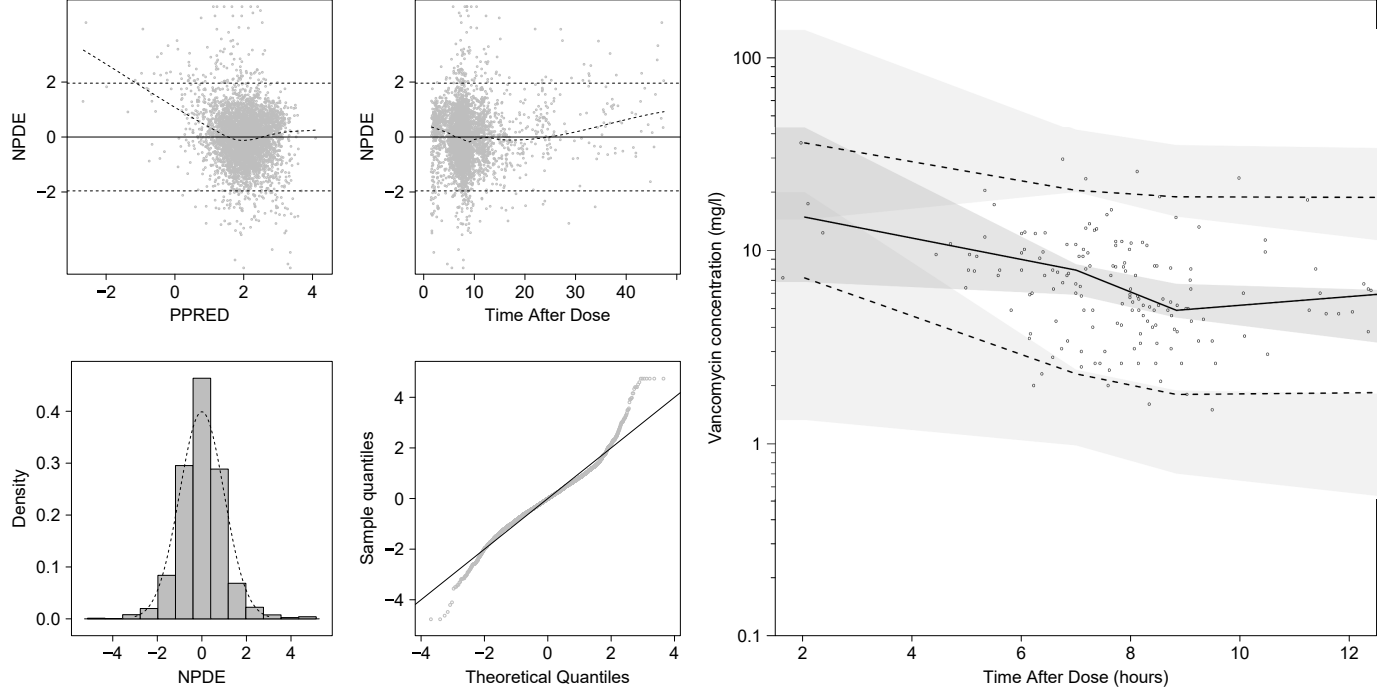 NPDE
2
0
−2
−2 0 2 4
PPRED
NPDE
2
0
−2
0 10 20 30 40
Time After Dose
Density
0.4
0.3
0.2
0.1
0.0
−4 −2 0 2 4
NPDE
Sample quantiles
4
2
0
−2
−4
−4 −2 0 2 4
Theoretical Quantiles
Vancomycin concentration (mg/l)
100
10
1
0.1
2 4 6 8 10 12
Time After Dose (hours)